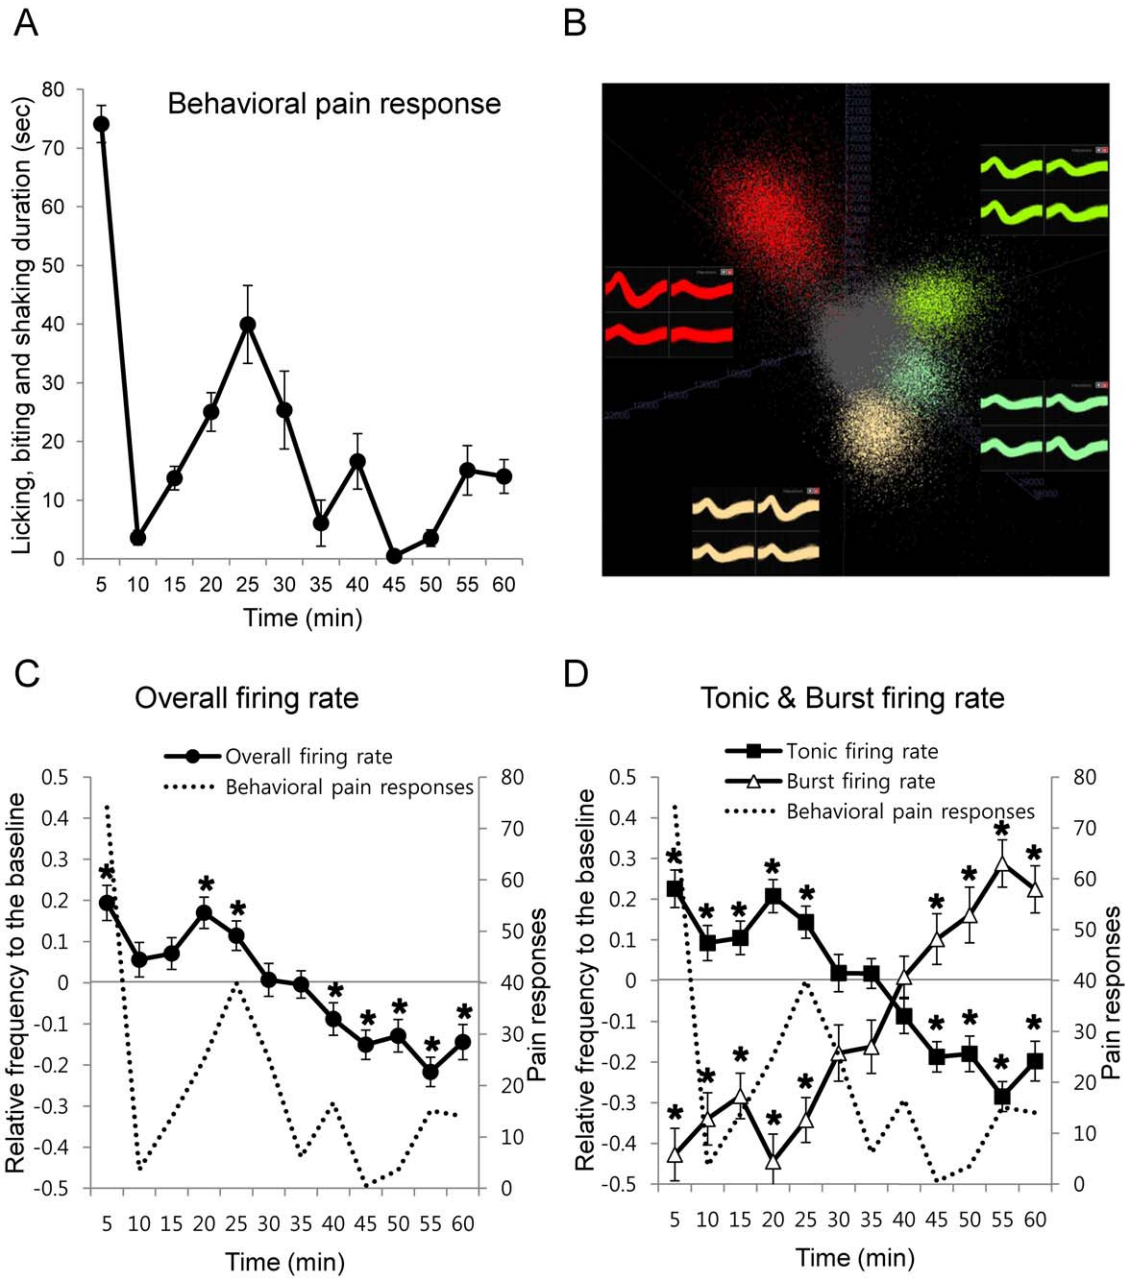 A
B
Behavioral pain response
Licking, biting and shaking duration (sec)
80
70
60
50
40
30
20
10
0
5 10 15 20 25 30 35 40 45 50 55 60
Time (min)
C
Overall firing rate
Overall firing rate
Behavioral pain responses
Relative frequency to the baseline
0.5
0.4
0.3
0.2
0.1
0
-0.1
-0.2
-0.3
-0.4
-0.5
80
70
60
50
40
30
20
10
0
Pain responses
* * * * * * * *
5 10 15 20 25 30 35 40 45 50 55 60
Time (min)
D
Tonic & Burst firing rate
Tonic firing rate
Burst firing rate
Behavioral pain responses
Relative frequency to the baseline
0.5
0.4
0.3
0.2
0.1
0
-0.1
-0.2
-0.3
-0.4
-0.5
80
70
60
50
40
30
20
10
0
Pain responses
* * * * * * * * * * * * * * * * * *
5 10 15 20 25 30 35 40 45 50 55 60
Time (min)